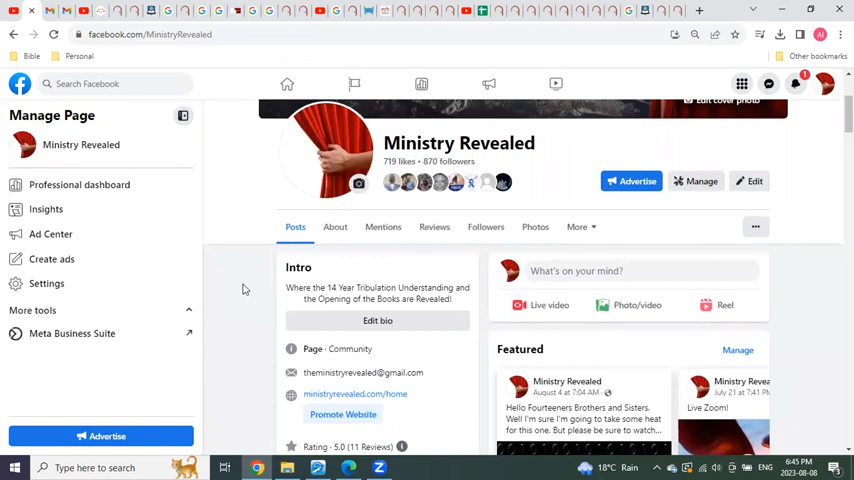 facebook.com/MinistryRevealed
Bible
Personal
Other bookmarks
Search Facebook
1
Manage Page
Ministry Revealed
Professional dashboard
Insights
Ad Center
Create ads
Settings
More tools
Meta Business Suite
Advertise
Edit cover photo
Ministry Revealed
719 likes • 870 followers
Advertise
Manage
Edit
Posts
About
Mentions
Reviews
Followers
Photos
More
Intro
Where the 14 Year Tribulation Understanding and
the Opening of the Books are Revealed!
Edit bio
Page · Community
theministryrevealed@gmail.com
ministryrevealed.com/home
Promote Website
Rating · 5.0 (11 Reviews)
What's on your mind?
Live video
Photo/video
Reel
Featured
Manage
Ministry Revealed
August 4 at 7:04 AM ·
Hello Fourteeners Brothers and Sisters.
Well I'm sure I'm going to take some heat
for this one. But please be sure to watch...
Ministry Revea
July 21 at 7:41 P
Live Zoom!
Type here to search
18°C Rain
ENG
6:45 PM
2023-08-08
3